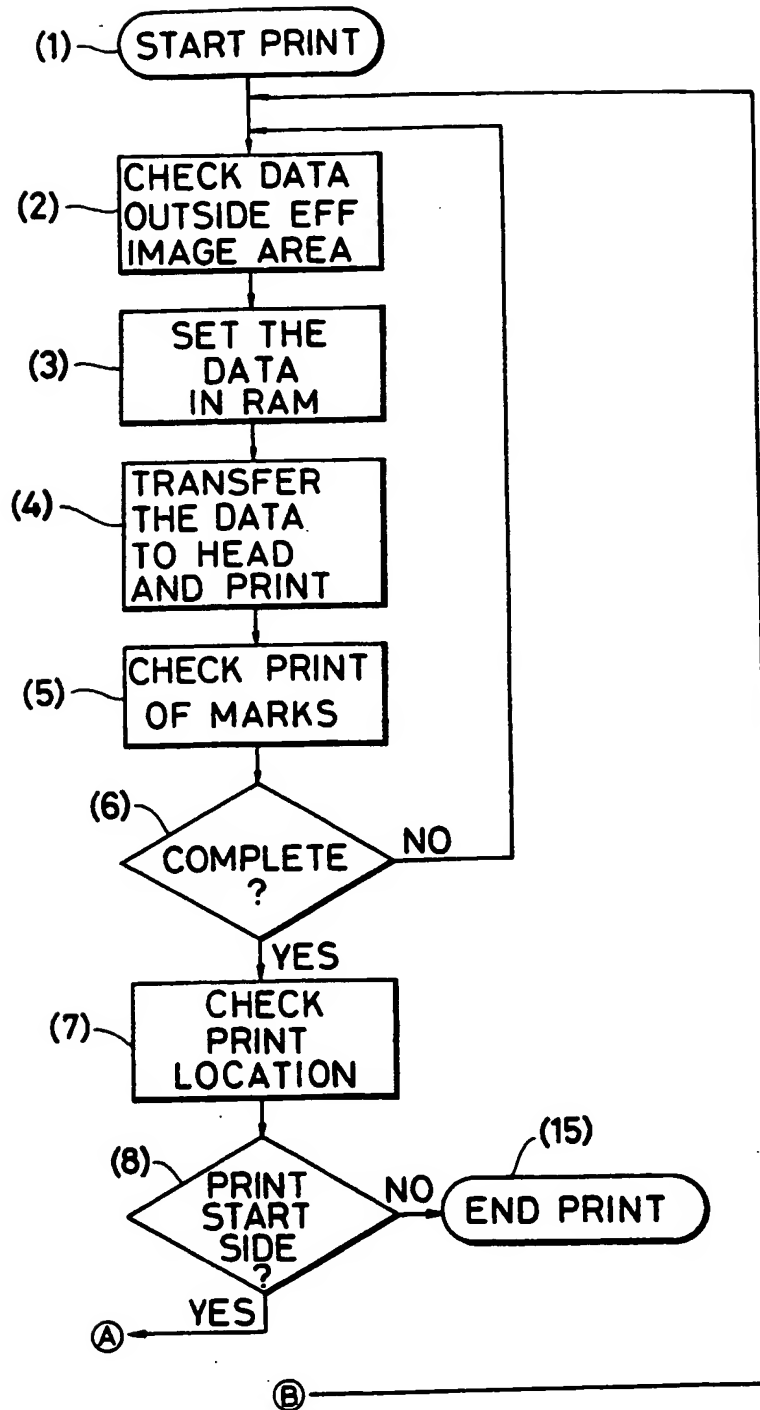 (1)
START PRINT
(2)
CHECK DATA
OUTSIDE EFF
IMAGE AREA
(3)
SET THE
DATA
IN RAM
(4)
TRANSFER
THE DATA
TO HEAD
AND PRINT
(5)
CHECK PRINT
OF MARKS
(6)
COMPLETE
?
NO
YES
(7)
CHECK
PRINT
LOCATION
(8)
PRINT
START
SIDE
?
NO
(15)
END PRINT
YES
A
B